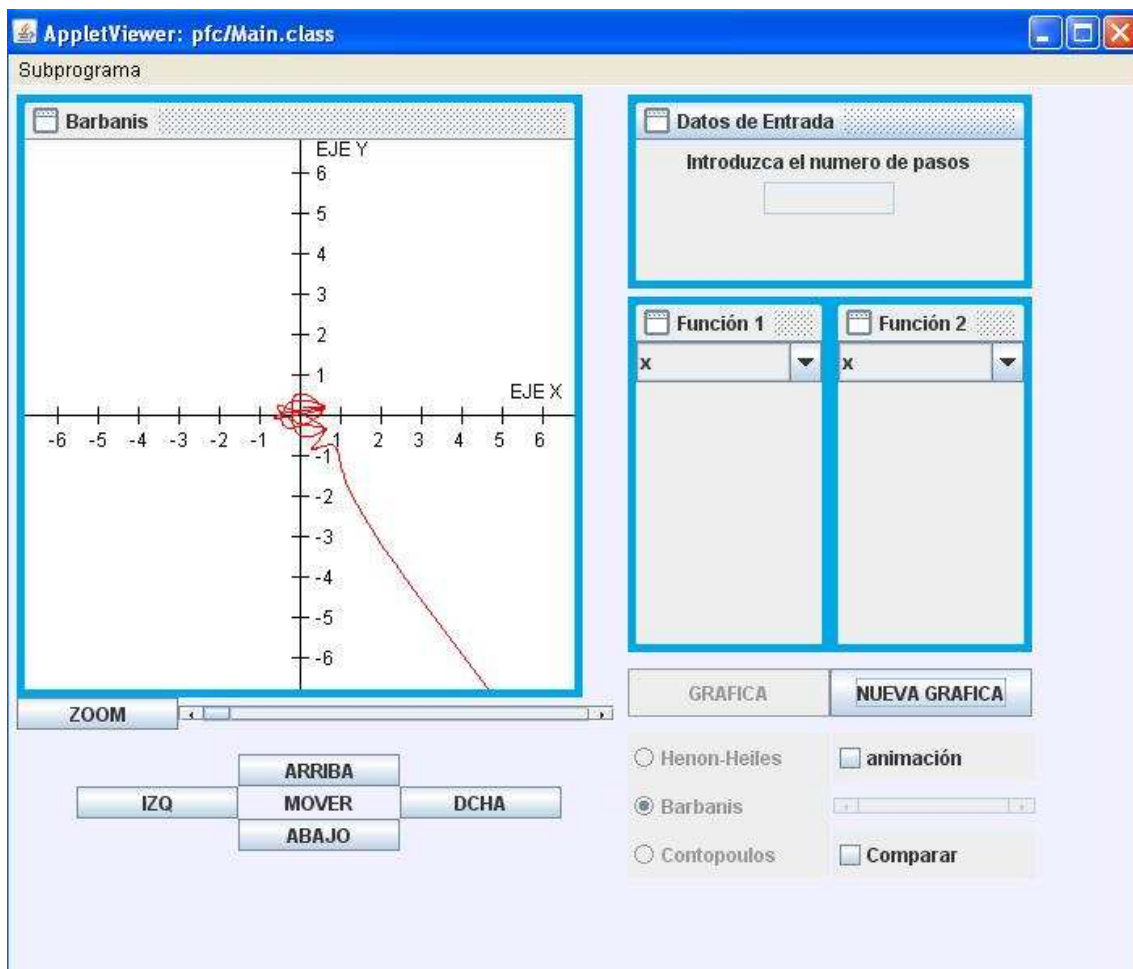 AppletViewer: pfc/Main.class
Subprograma
Barbanis
EJE Y
6
5
4
3
2
1
EJE X
-6 -5 -4 -3 -2 -1 1 2 3 4 5 6
-1
-2
-3
-4
-5
-6
ZOOM
ARRIBA
IZQ MOVER DCHA
ABAJO
Datos de Entrada
Introduzca el numero de pasos
Función 1
x
Función 2
x
GRAFICA NUEVA GRAFICA
Henon-Heiles animación
Barbanis
Contopoulos Comparar